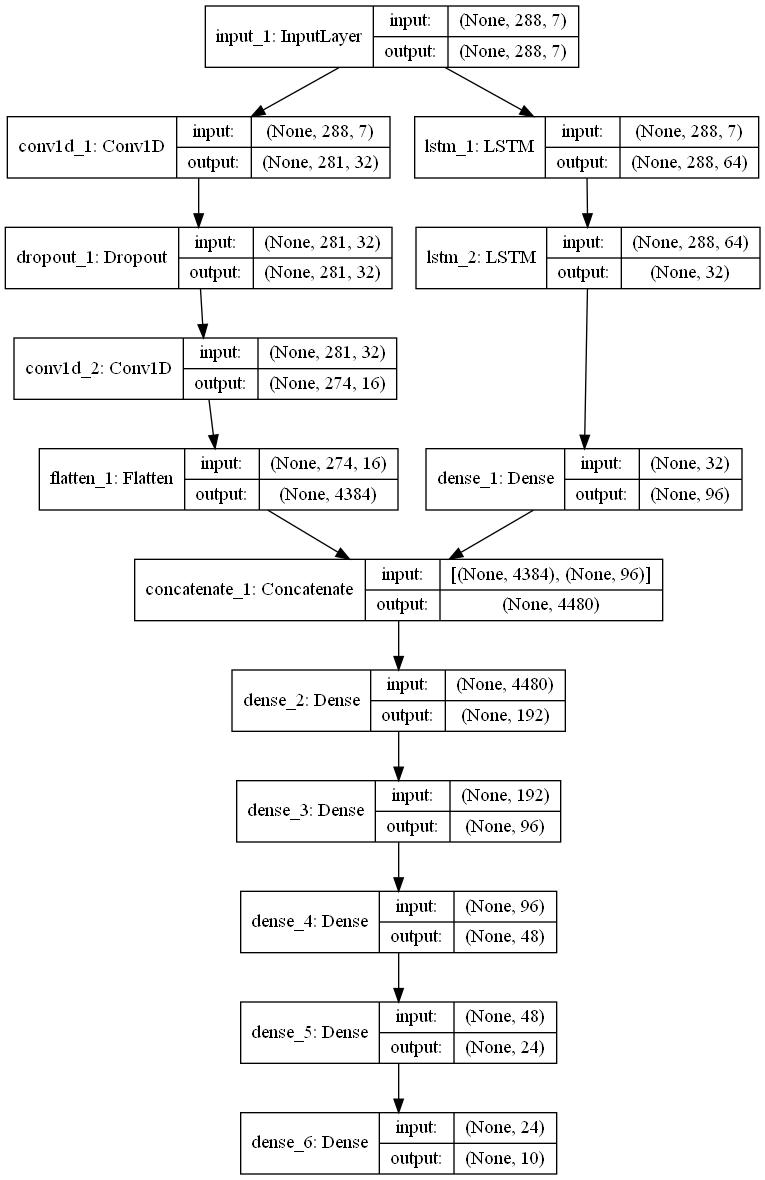 input_1: InputLayer
input: (None, 288, 7)
output: (None, 288, 7)
conv1d_1: Conv1D
input: (None, 288, 7)
output: (None, 281, 32)
lstm_1: LSTM
input: (None, 288, 7)
output: (None, 288, 64)
dropout_1: Dropout
input: (None, 281, 32)
output: (None, 281, 32)
lstm_2: LSTM
input: (None, 288, 64)
output: (None, 32)
conv1d_2: Conv1D
input: (None, 281, 32)
output: (None, 274, 16)
flatten_1: Flatten
input: (None, 274, 16)
output: (None, 4384)
dense_1: Dense
input: (None, 32)
output: (None, 96)
concatenate_1: Concatenate
input: [(None, 4384), (None, 96)]
output: (None, 4480)
dense_2: Dense
input: (None, 4480)
output: (None, 192)
dense_3: Dense
input: (None, 192)
output: (None, 96)
dense_4: Dense
input: (None, 96)
output: (None, 48)
dense_5: Dense
input: (None, 48)
output: (None, 24)
dense_6: Dense
input: (None, 24)
output: (None, 10)